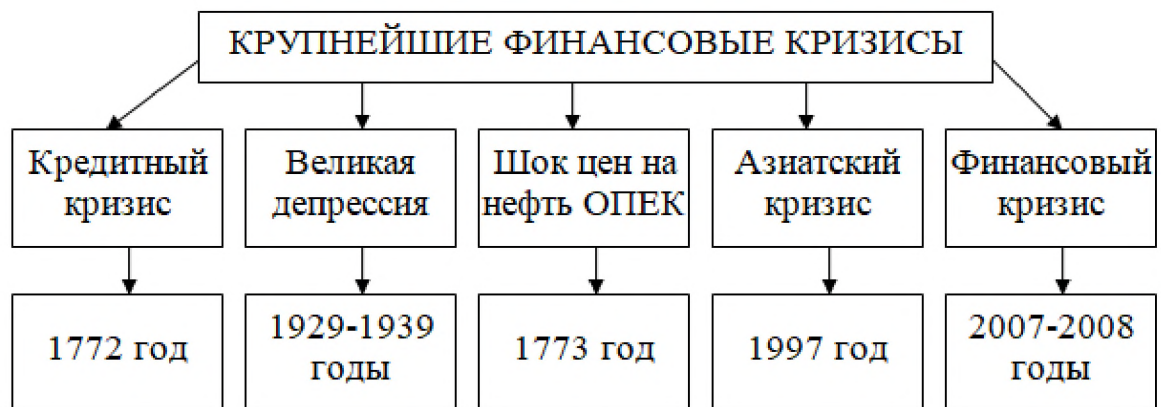 КРУПНЕЙШИЕ ФИНАНСОВЫЕ КРИЗИСЫ
Кредитный
кризис
Великая
депрессия
Шок цен на
нефть ОПЕК
Азиатский
кризис
Финансовый
кризис
1772 год
1929-1939
годы
1773 год
1997 год
2007-2008
годы